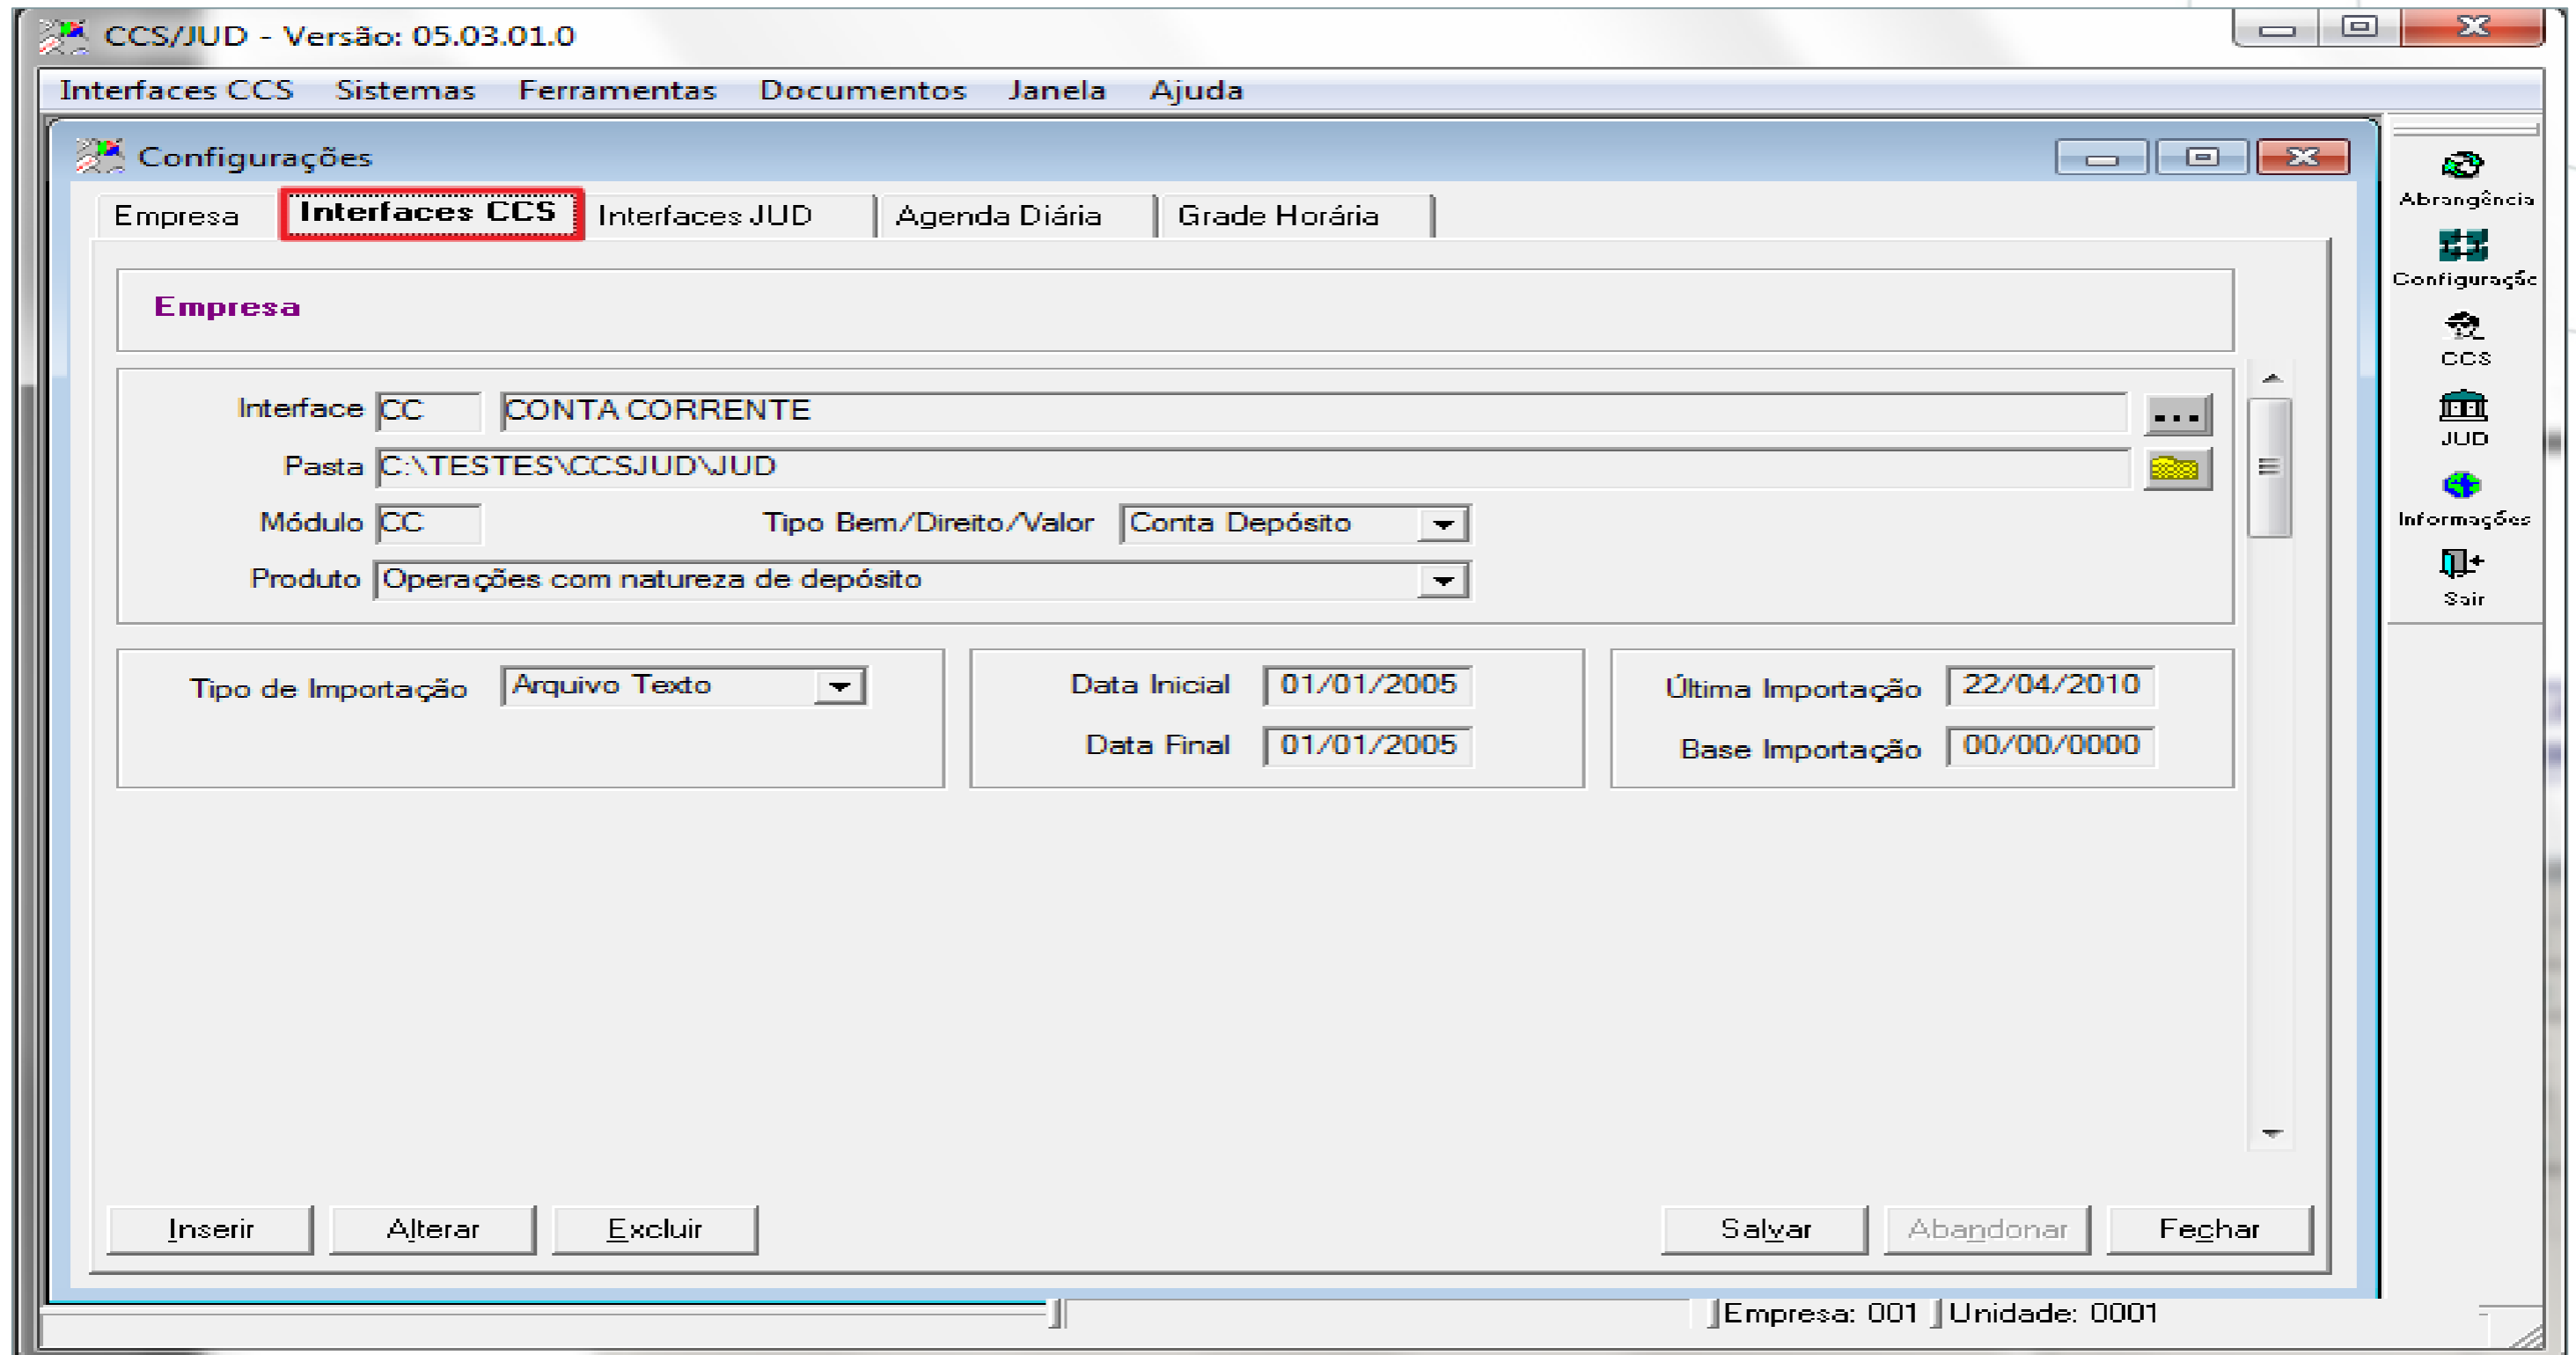 CCS/JUD - Versão: 05.03.01.0
Interfaces CCS Sistemas Ferramentas Documentos Janela Ajuda
Configurações
Empresa Interfaces CCS Interfaces JUD Agenda Diária Grade Horária
Empresa
Interface CC CONTA CORRENTE ...
Pasta C:\TESTES\CCSJUD\JUD
Módulo CC Tipo Bem/Direito/Valor Conta Depósito
Produto Operações com natureza de depósito
Tipo de Importação Arquivo Texto
Data Inicial 01/01/2005
Data Final 01/01/2005
Última Importação 22/04/2010
Base Importação 00/00/0000
Inserir Alterar Excluir Salvar Abandonar Fechar
Abrangência
Configuração
CCS
JUD
Informações
Sair
Empresa: 001 Unidade: 0001